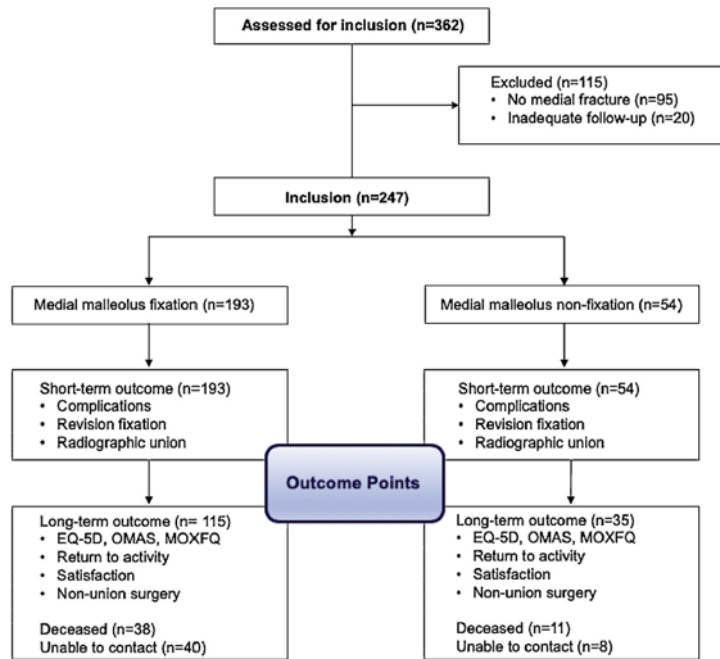 Assessed for inclusion (n=362)
Excluded (n=115)
• No medial fracture (n=95)
• Inadequate follow-up (n=20)
Inclusion (n=247)
Medial malleolus fixation (n=193)
Medial malleolus non-fixation (n=54)
Short-term outcome (n=193)
• Complications
• Revision fixation
• Radiographic union
Short-term outcome (n=54)
• Complications
• Revision fixation
• Radiographic union
Outcome Points
Long-term outcome (n= 115)
• EQ-5D, OMAS, MOXFQ
• Return to activity
• Satisfaction
• Non-union surgery
Deceased (n=38)
Unable to contact (n=40)
Long-term outcome (n=35)
• EQ-5D, OMAS, MOXFQ
• Return to activity
• Satisfaction
• Non-union surgery
Deceased (n=11)
Unable to contact (n=8)